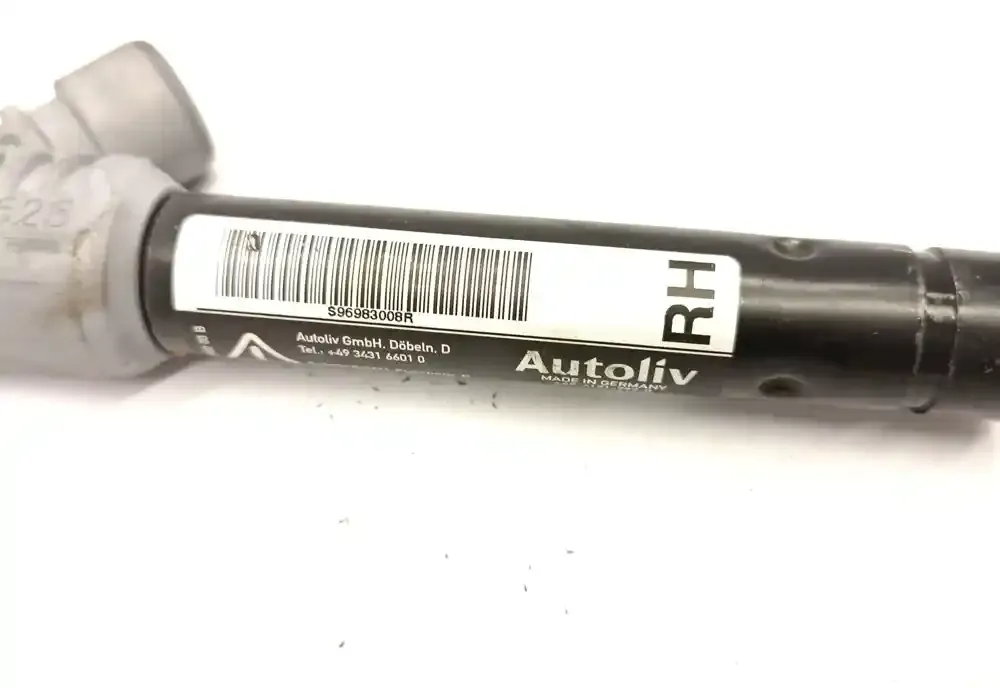 S96983008R
RH
Autoliv GmbH. Döbeln. D
Tel.: +49 3431 6601 0
Autoliv
MADE IN GERMANY